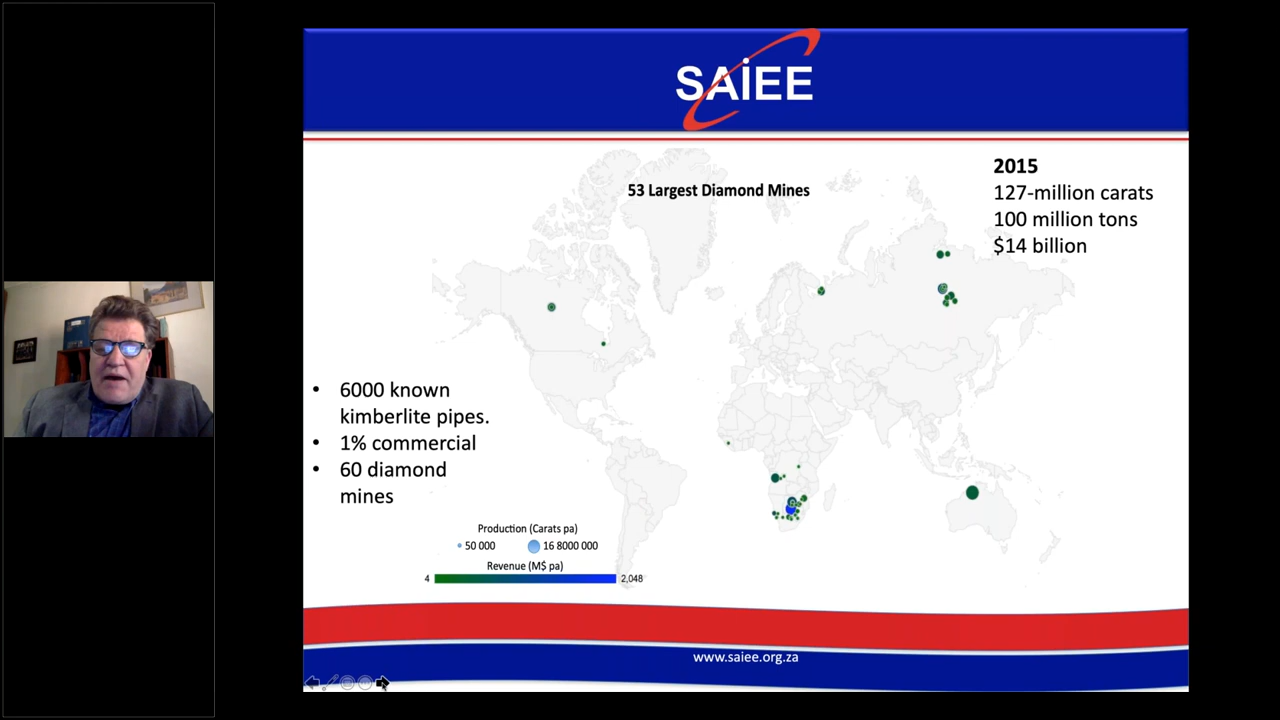 SAIEE
53 Largest Diamond Mines
2015
127-million carats
100 million tons
$14 billion
• 6000 known
kimberlite pipes.
• 1% commercial
• 60 diamond
mines
Production (Carats pa)
50 000 16 8000 000
Revenue (M$ pa)
4 2,048
www.saiee.org.za